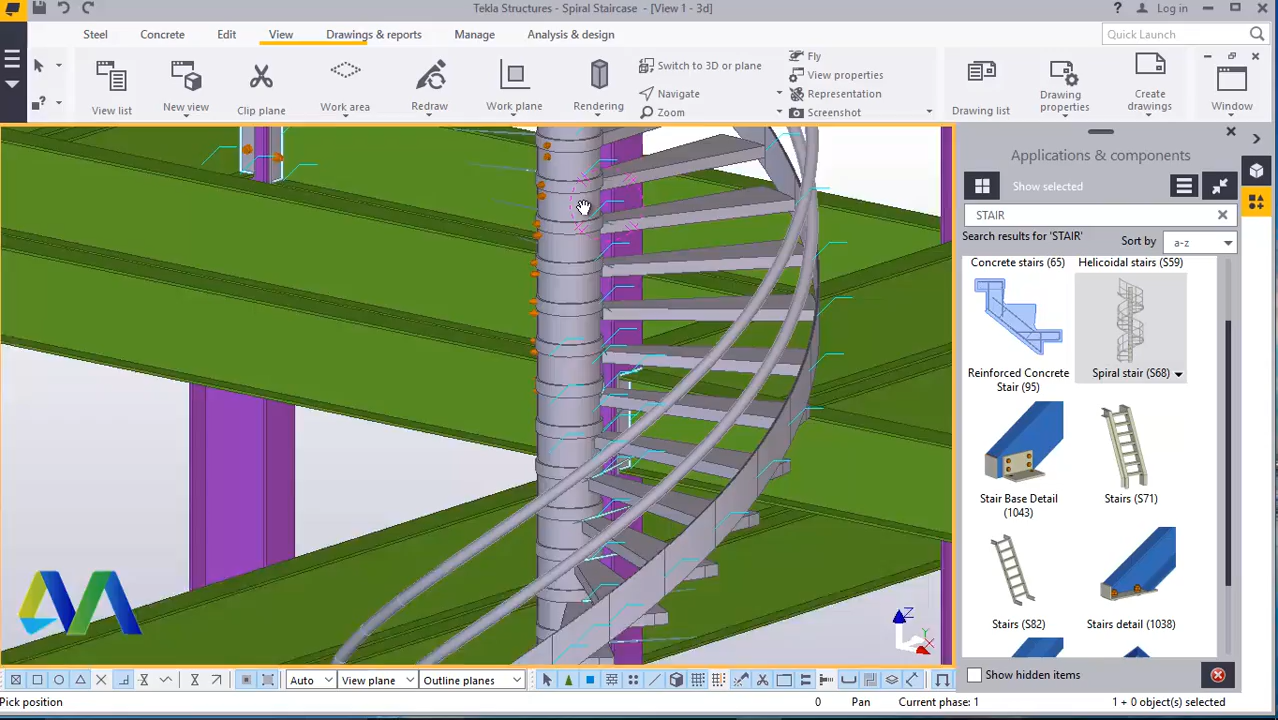 Tekla Structures - Spiral Staircase - [View 1 - 3d]
Log in
Steel
Concrete
Edit
View
Drawings & reports
Manage
Analysis & design
Quick Launch
View list
New view
Clip plane
Work area
Redraw
Work plane
Rendering
Switch to 3D or plane
Navigate
Zoom
Fly
View properties
Representation
Screenshot
Drawing list
Drawing
properties
Create
drawings
Window
Applications & components
Show selected
STAIR
Search results for 'STAIR'
Sort by
a-z
Concrete stairs (65)
Helicoidal stairs (S59)
Reinforced Concrete
Stair (95)
Spiral stair (S68)
Stair Base Detail
(1043)
Stairs (S71)
Stairs (S82)
Stairs detail (1038)
Show hidden items
Z
Y
X
Auto
View plane
Outline planes
Pick position
0
Pan
Current phase: 1
1 + 0 object(s) selected